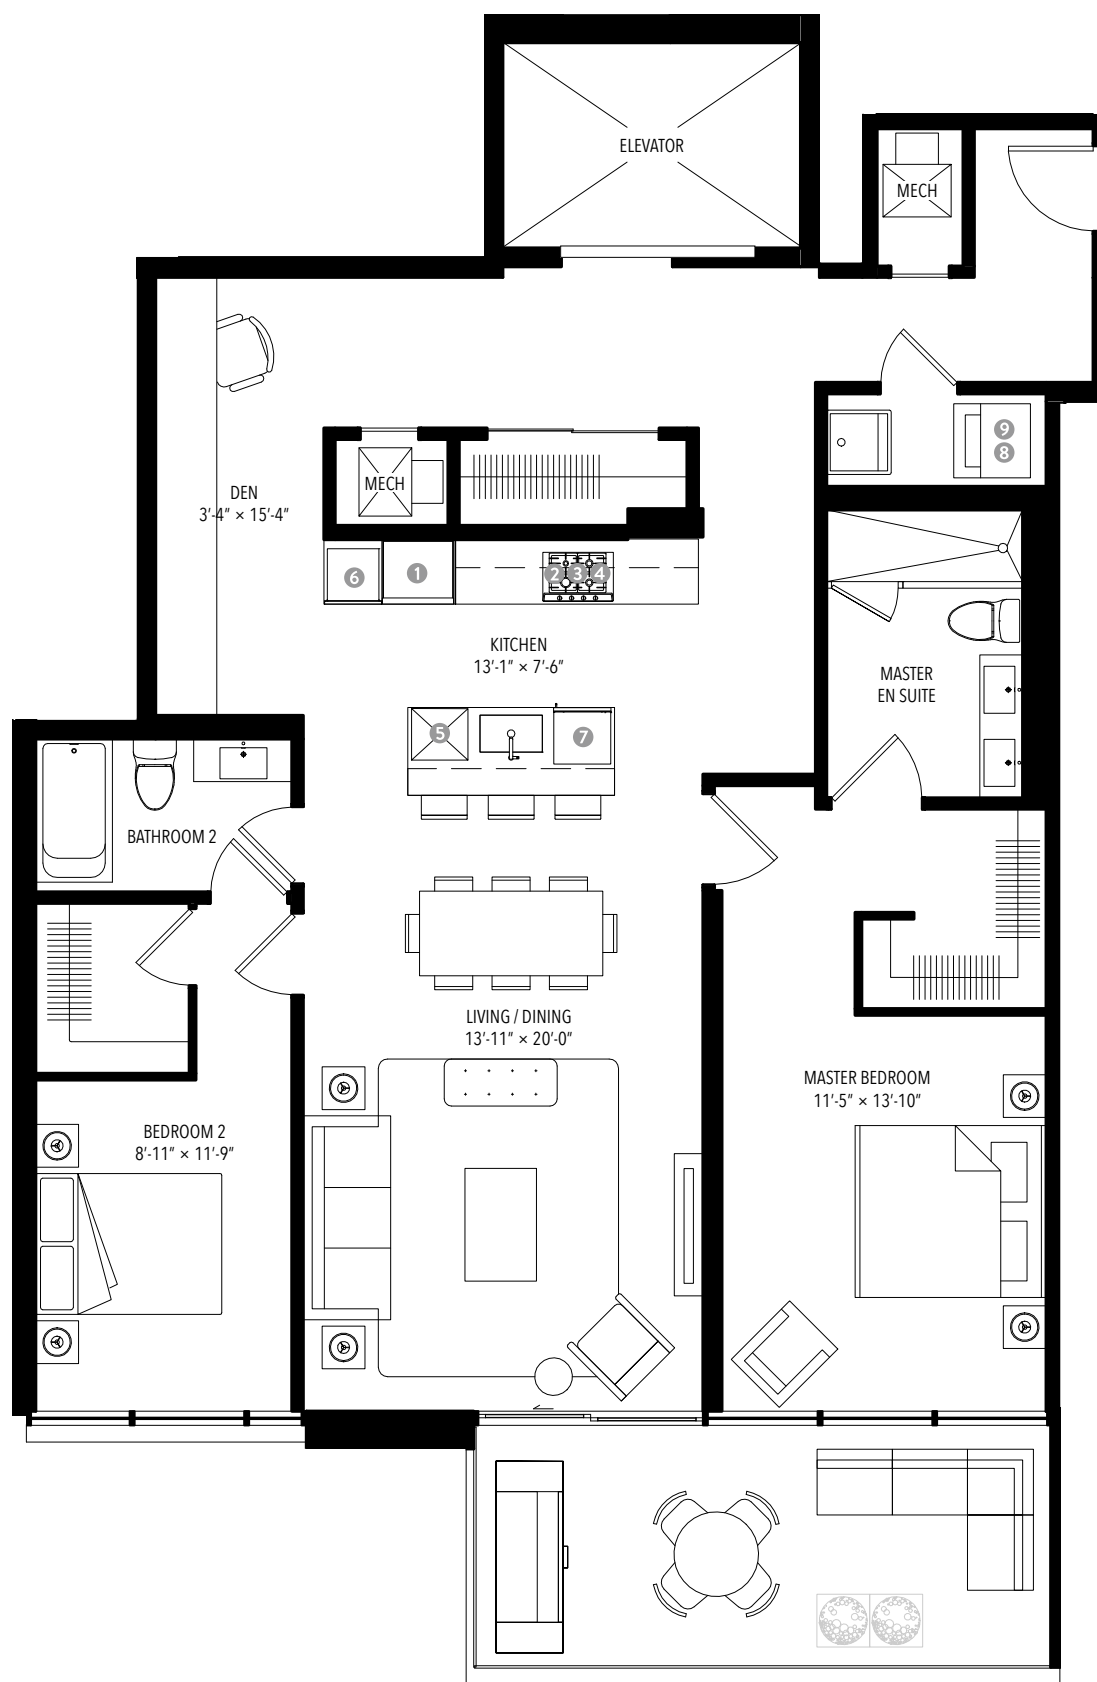 ELEVATOR
MECH
9
8
MECH
DEN
3'-4" × 15'-4"
6
1
2
3
4
KITCHEN
13'-1" × 7'-6"
MASTER
EN SUITE
5
7
BATHROOM 2
LIVING / DINING
13'-11" × 20'-0"
MASTER BEDROOM
11'-5" × 13'-10"
BEDROOM 2
8'-11" × 11'-9"